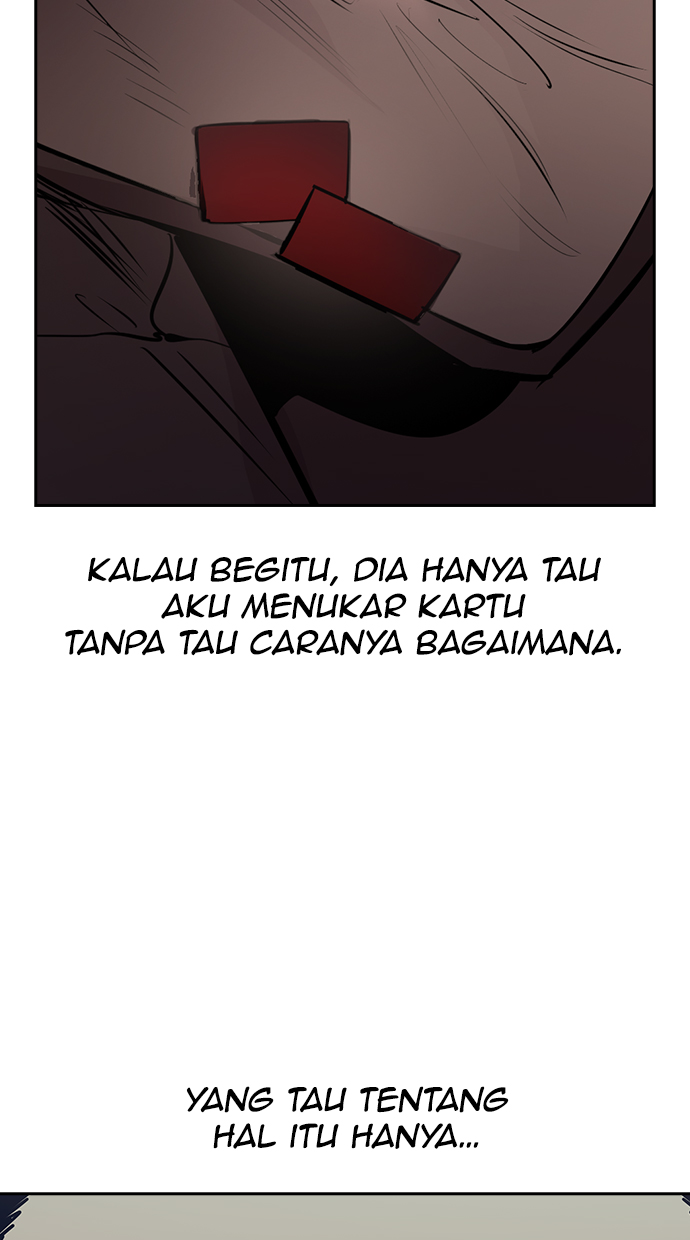 KALAU BEGITU, DIA HANYA TAU
AKU MENUKAR KARTU
TANPA TAU CARANYA BAGAIMANA.
YANG TAU TENTANG
HAL ITU HANYA...